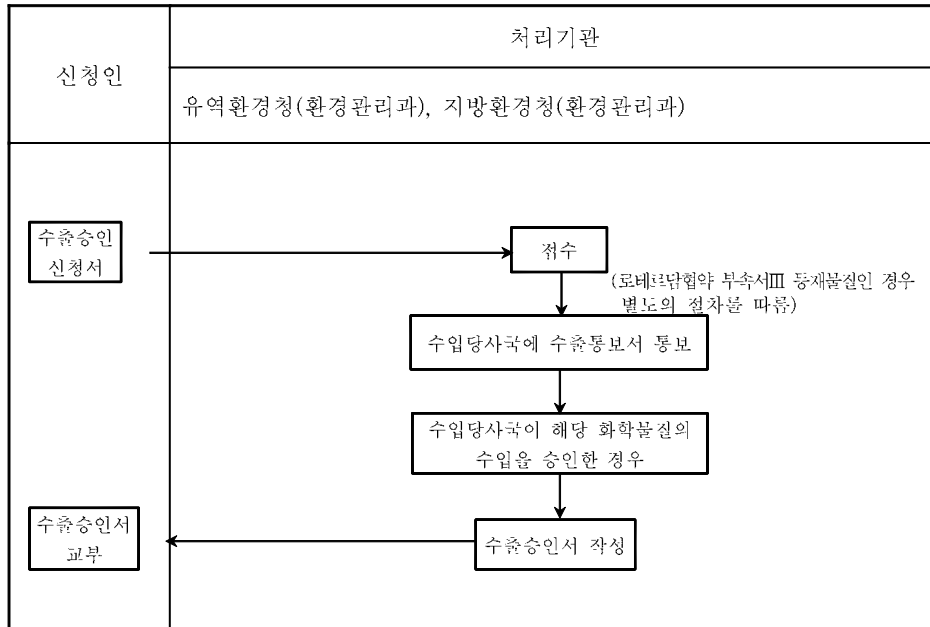 신청인
처리기관
유역환경청(환경관리과), 지방환경청(환경관리과)
수출승인
신청서
접수
(로테르담협약 부속서Ⅲ 등재물질인 경우
별도의 절차를 따름)
수입당사국에 수출통보서 통보
수입당사국이 해당 화학물질의
수입을 승인한 경우
수출승인서
교부
수출승인서 작성